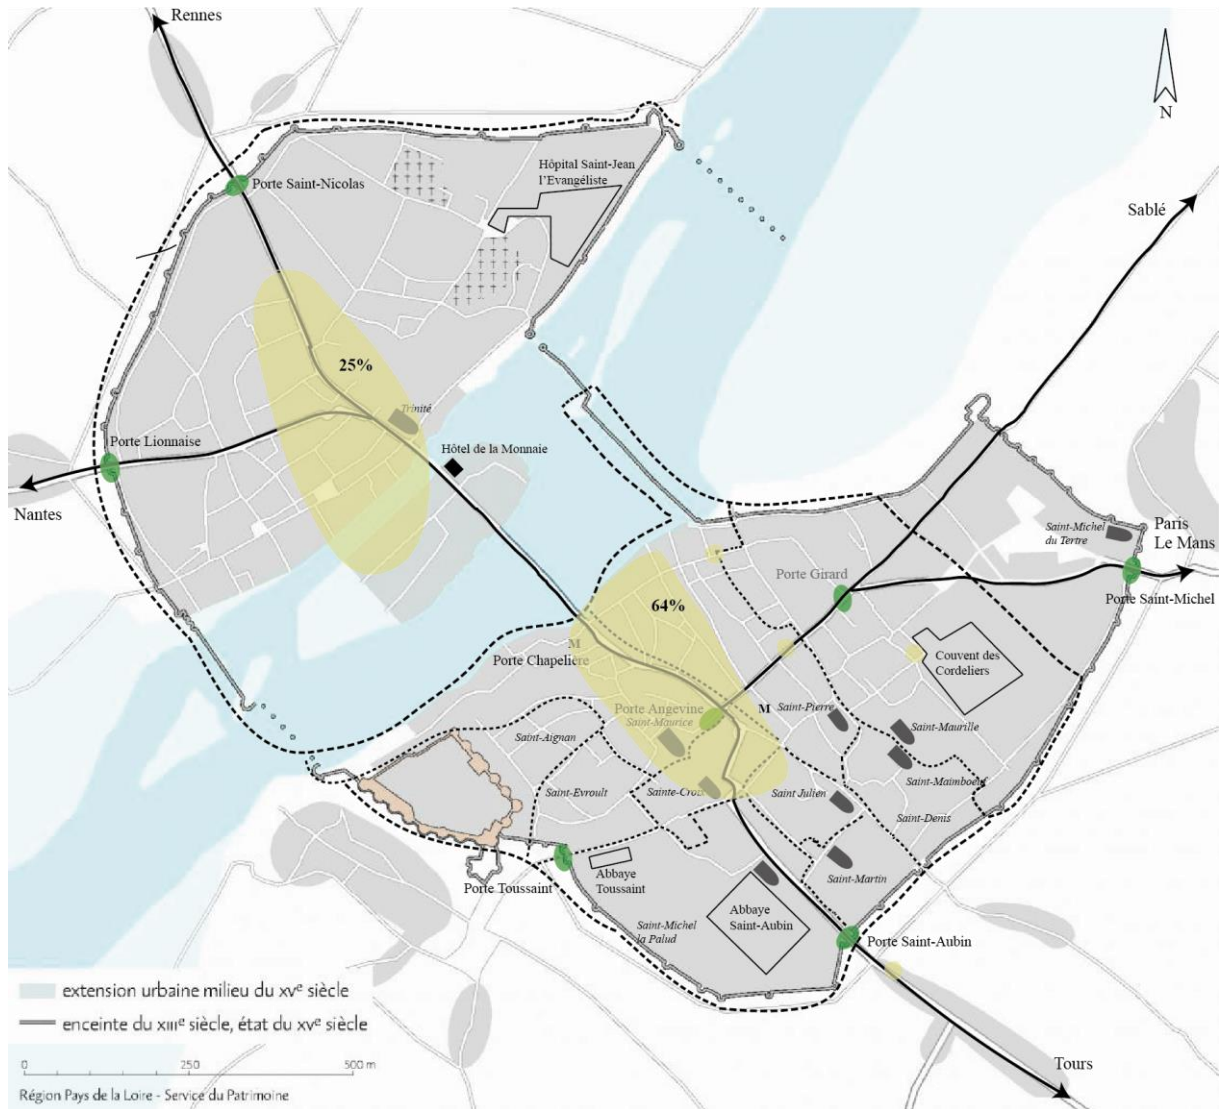 Rennes
N
Hôpital Saint-Jean
l'Evangéliste
Porte Saint-Nicolas
Sablé
25%
Trinité
Porte Lionnaise
Hôtel de la Monnaie
Nantes
Saint-Michel
du Tertre
Paris
Le Mans
Porte Girard
Porte Saint-Michel
64%
M
Porte Chapelière
Couvent des
Cordeliers
Porte Angevine
Saint-Maurice
M
Saint-Pierre
Saint-Maurille
Saint-Aignan
Saint-Maimboeuf
Saint-Evroult
Sainte-Croix
Saint Julien
Saint-Denis
Porte Toussaint
Abbaye
Toussaint
Saint-Martin
Saint-Michel
la Palud
Abbaye
Saint-Aubin
Porte Saint-Aubin
extension urbaine milieu du XVe siècle
enceinte du XIIIe siècle, état du XVe siècle
0 250 500 m
Tours
Région Pays de la Loire - Service du Patrimoine